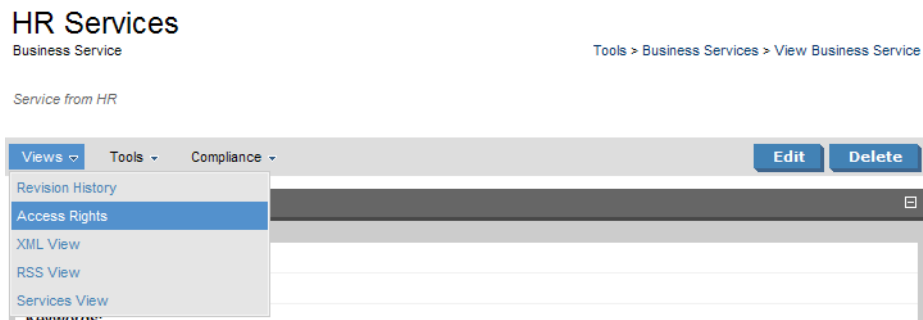 HR Services
Business Service
Tools > Business Services > View Business Service
Service from HR
Views Tools Compliance Edit Delete
Revision History
Access Rights
XML View
RSS View
Services View
Keywords: